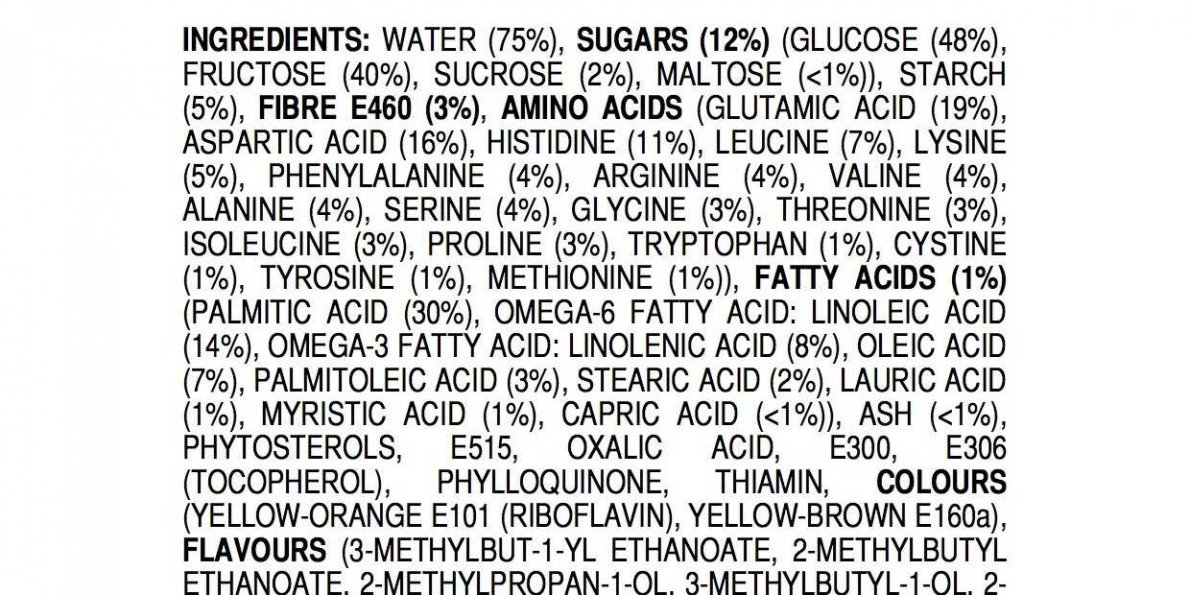 INGREDIENTS: WATER (75%), SUGARS (12%) (GLUCOSE (48%),
FRUCTOSE (40%), SUCROSE (2%), MALTOSE (<1%)), STARCH
(5%), FIBRE E460 (3%), AMINO ACIDS (GLUTAMIC ACID (19%),
ASPARTIC ACID (16%), HISTIDINE (11%), LEUCINE (7%), LYSINE
(5%), PHENYLALANINE (4%), ARGININE (4%), VALINE (4%),
ALANINE (4%), SERINE (4%), GLYCINE (3%), THREONINE (3%),
ISOLEUCINE (3%), PROLINE (3%), TRYPTOPHAN (1%), CYSTINE
(1%), TYROSINE (1%), METHIONINE (1%)), FATTY ACIDS (1%)
(PALMITIC ACID (30%), OMEGA-6 FATTY ACID: LINOLEIC ACID
(14%), OMEGA-3 FATTY ACID: LINOLENIC ACID (8%), OLEIC ACID
(7%), PALMITOLEIC ACID (3%), STEARIC ACID (2%), LAURIC ACID
(1%), MYRISTIC ACID (1%), CAPRIC ACID (<1%)), ASH (<1%),
PHYTOSTEROLS, E515, OXALIC ACID, E300, E306
(TOCOPHEROL), PHYLLOQUINONE, THIAMIN, COLOURS
(YELLOW-ORANGE E101 (RIBOFLAVIN), YELLOW-BROWN E160a),
FLAVOURS (3-METHYLBUT-1-YL ETHANOATE, 2-METHYLBUTYL
ETHANOATE, 2-METHYLPROPAN-1-OL, 3-METHYLBUTYL-1-OL, 2-